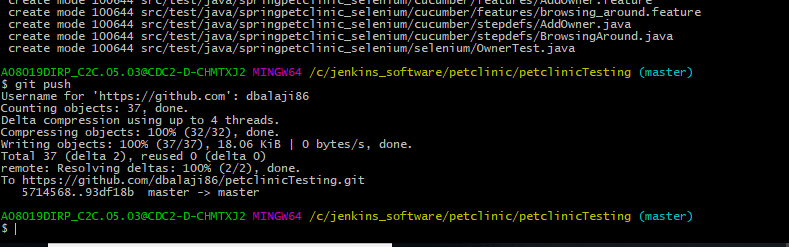 create mode 100644 src/test/java/springpetclinic_selenium/cucumber/features/AddOwner.feature
create mode 100644 src/test/java/springpetclinic_selenium/cucumber/features/browsing_around.feature
create mode 100644 src/test/java/springpetclinic_selenium/cucumber/stepdefs/AddOwner.java
create mode 100644 src/test/java/springpetclinic_selenium/cucumber/stepdefs/BrowsingAround.java
create mode 100644 src/test/java/springpetclinic_selenium/selenium/OwnerTest.java
A08019DIRP_C2C.05.03@CDC2-D-CHMTXJ2 MINGW64 /c/jenkins_software/petclinic/petclinicTesting (master)
$ git push
Username for 'https://github.com': dbalaji86
Counting objects: 37, done.
Delta compression using up to 4 threads.
Compressing objects: 100% (32/32), done.
Writing objects: 100% (37/37), 18.06 KiB | 0 bytes/s, done.
Total 37 (delta 2), reused 0 (delta 0)
remote: Resolving deltas: 100% (2/2), done.
To https://github.com/dbalaji86/petclinicTesting.git
5714568..93df18b master -> master
A08019DIRP_C2C.05.03@CDC2-D-CHMTXJ2 MINGW64 /c/jenkins_software/petclinic/petclinicTesting (master)
$